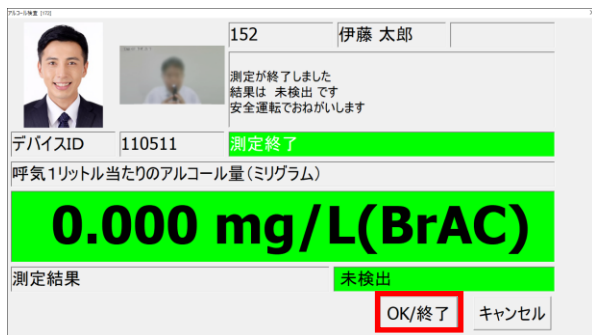 アルコール検査 [152]
152
伊藤 太郎
測定が終了しました
結果は 未検出 です
安全運転でおねがいします
デバイスID
110511
測定終了
呼気1リットル当たりのアルコール量(ミリグラム)
0.000 mg/L(BrAC)
測定結果
未検出
OK/終了
キャンセル